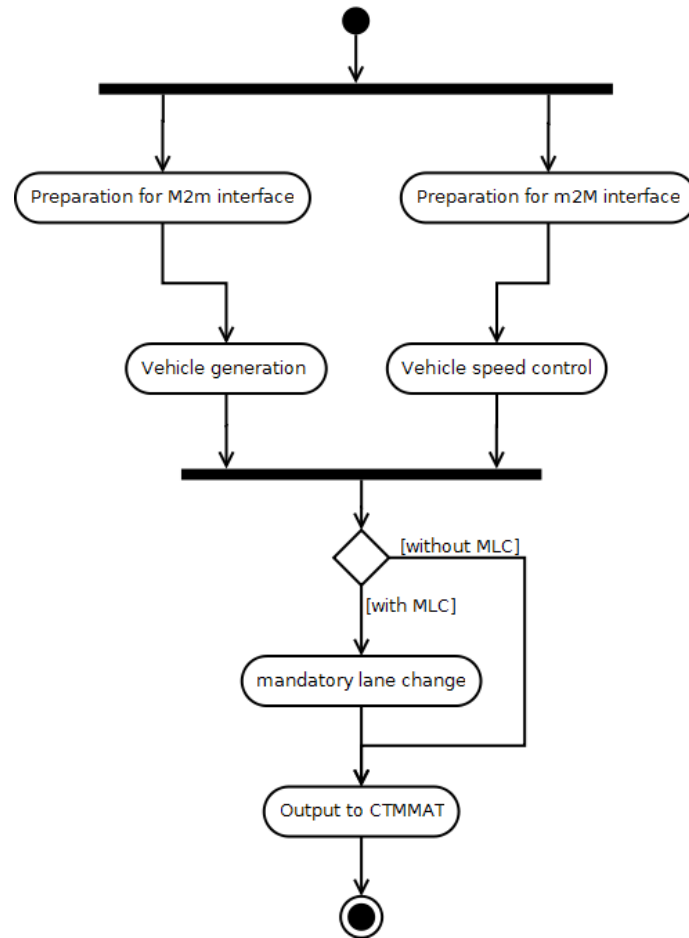 Preparation for M2m interface
Preparation for m2M interface
Vehicle generation
Vehicle speed control
[without MLC]
[with MLC]
mandatory lane change
Output to CTMMAT